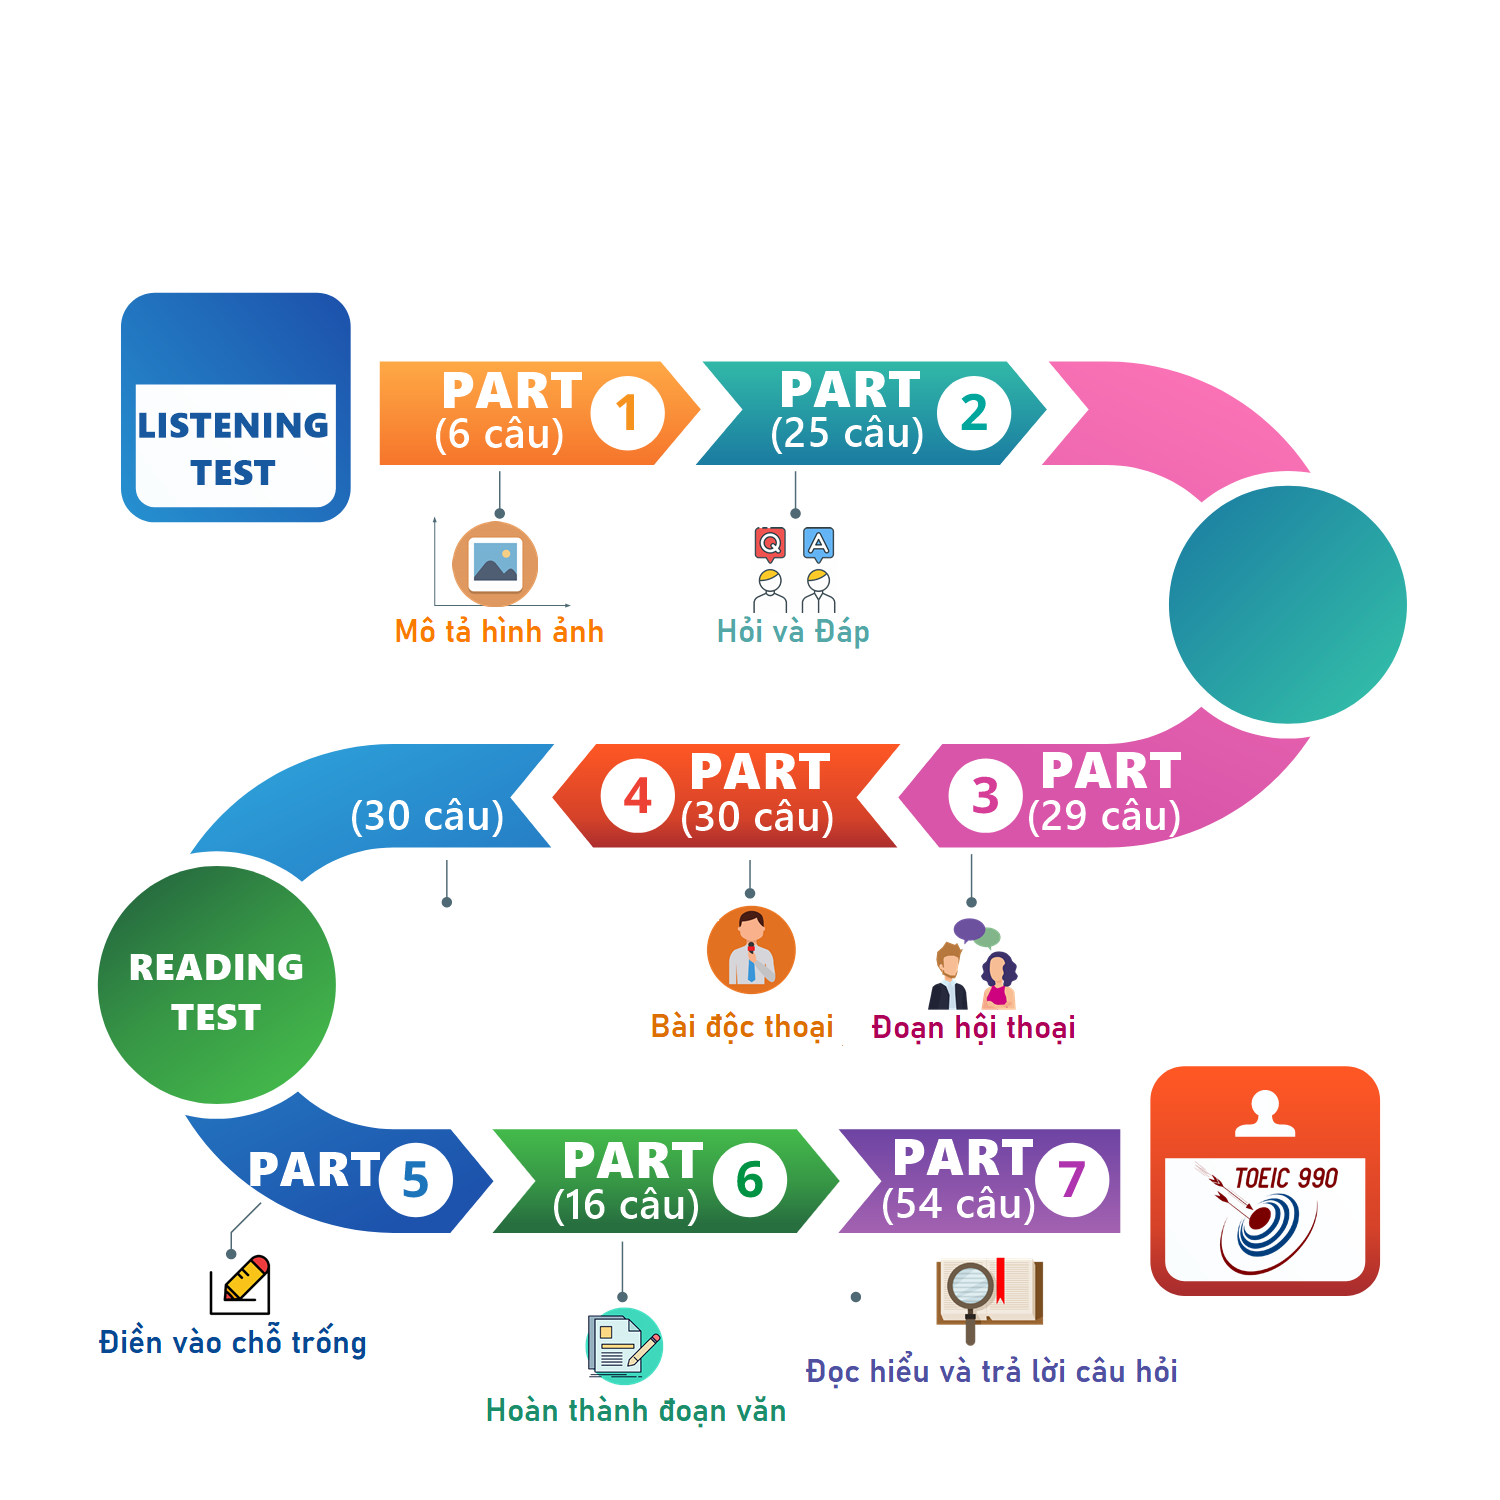 LISTENING
TEST
PART 1
(6 câu)
PART 2
(25 câu)
Q A
Mô tả hình ảnh
Hỏi và Đáp
PART 3
(29 câu)
4 PART
(30 câu)
(30 câu)
Đoạn hội thoại
Bài độc thoại
READING
TEST
PART 5
PART 6
(16 câu)
PART 7
(54 câu)
TOEIC 990
Điền vào chỗ trống
Hoàn thành đoạn văn
Đọc hiểu và trả lời câu hỏi